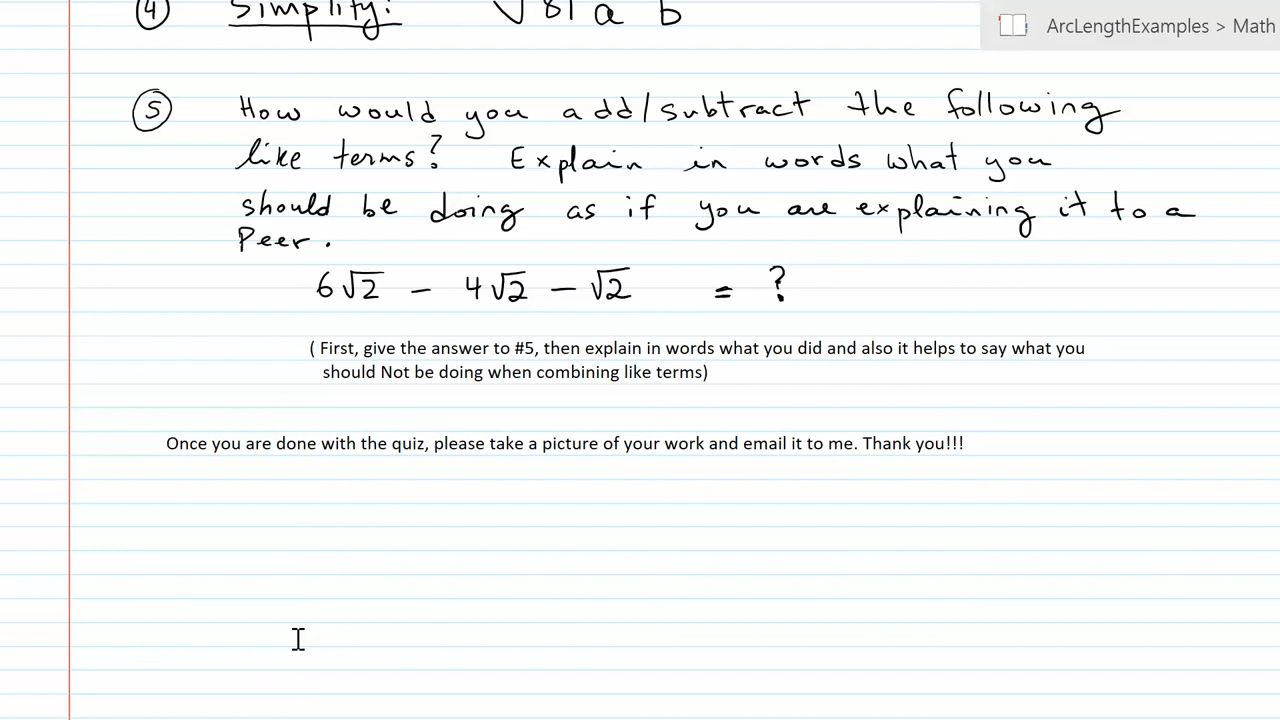 ArcLengthExamples > Math
④ Simplify: √81 a b
⑤ How would you add/subtract the following
like terms? Explain in words what you
should be doing as if you are explaining it to a
Peer.
6√2 - 4√2 - √2 = ?
( First, give the answer to #5, then explain in words what you did and also it helps to say what you
should Not be doing when combining like terms)
Once you are done with the quiz, please take a picture of your work and email it to me. Thank you!!!